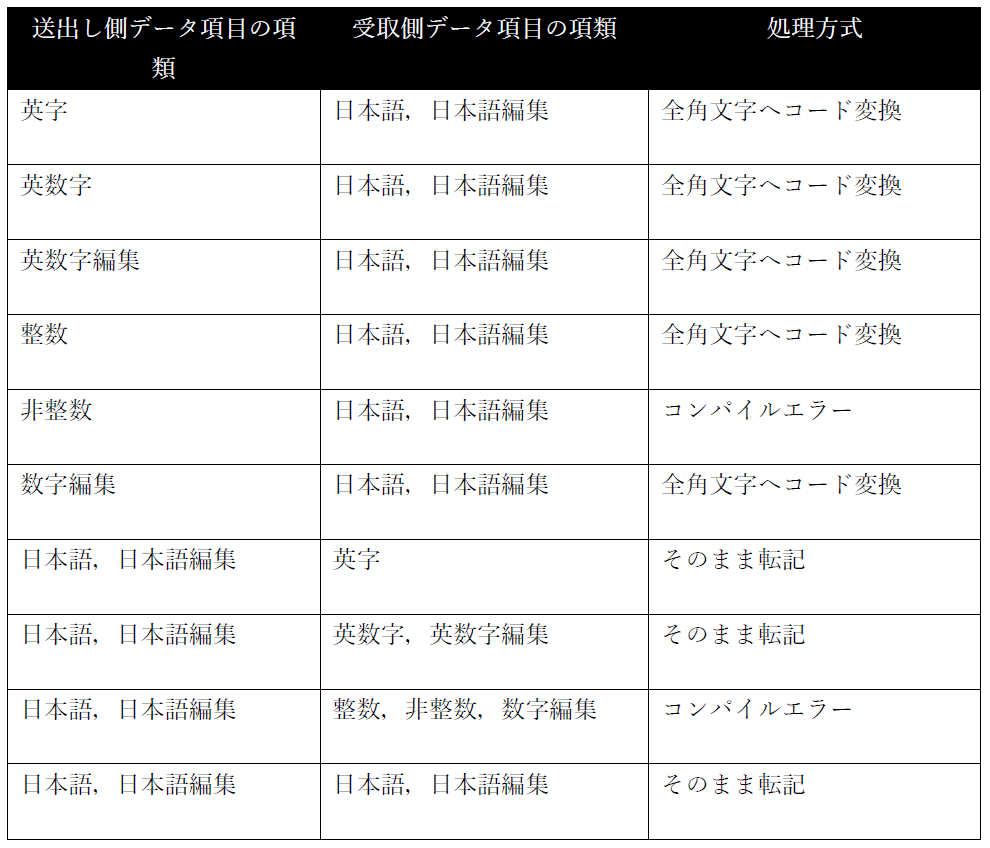 送出し側データ項目の項
類
受取側データ項目の項類
処理方式
英字
日本語，日本語編集
全角文字へコード変換
英数字
日本語，日本語編集
全角文字へコード変換
英数字編集
日本語，日本語編集
全角文字へコード変換
整数
日本語，日本語編集
全角文字へコード変換
非整数
日本語，日本語編集
コンパイルエラー
数字編集
日本語，日本語編集
全角文字へコード変換
日本語，日本語編集
英字
そのまま転記
日本語，日本語編集
英数字，英数字編集
そのまま転記
日本語，日本語編集
整数，非整数，数字編集
コンパイルエラー
日本語，日本語編集
日本語，日本語編集
そのまま転記